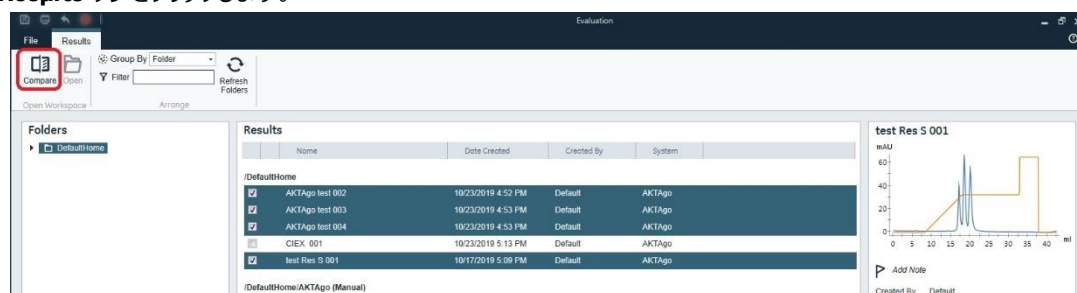 Evaluation
File Results
Compare Open Group By Folder
Filter
Refresh Folders
Open Workspace Arrange
Folders
DefaultHome
Results
Name Date Created Created By System
/DefaultHome
AKTAgo test 002 10/23/2019 4:52 PM Default AKTAgo
AKTAgo test 003 10/23/2019 4:53 PM Default AKTAgo
AKTAgo test 004 10/23/2019 4:53 PM Default AKTAgo
CIEX 001 10/23/2019 5:13 PM Default AKTAgo
test Res S 001 10/17/2019 5:09 PM Default AKTAgo
/DefaultHome/AKTAgo (Manual)
test Res S 001
mAU
60
40
20
0
0 5 10 15 20 25 30 35 40 ml
Add Note
Created By Default